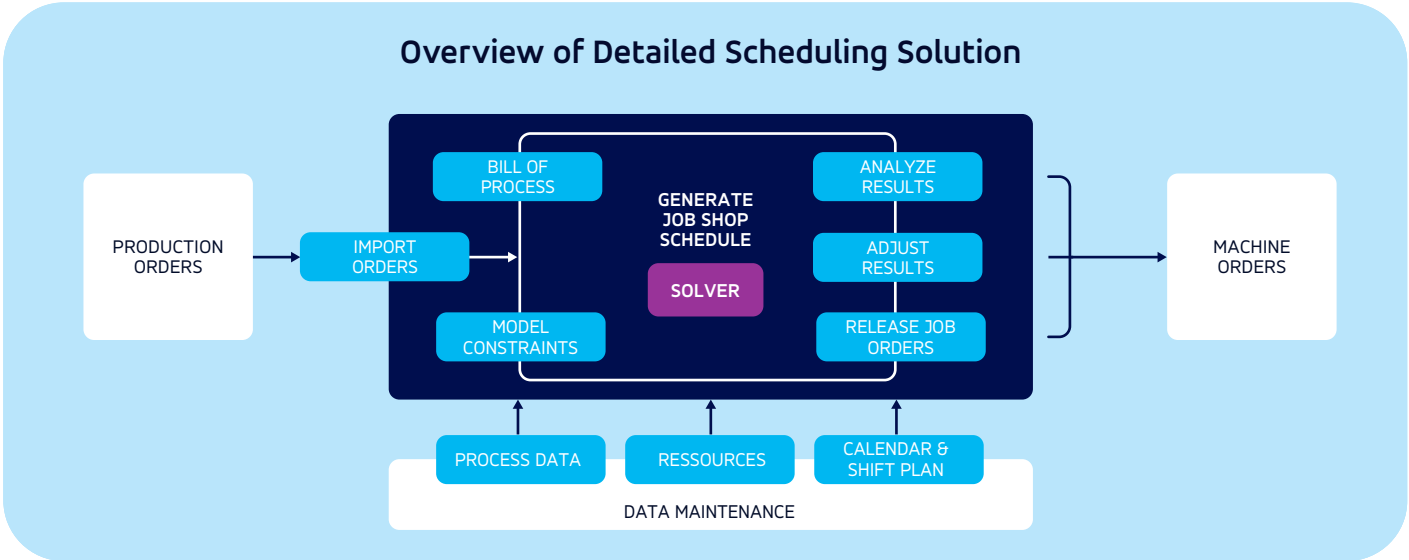 Overview of Detailed Scheduling Solution
PRODUCTION
ORDERS
IMPORT
ORDERS
BILL OF
PROCESS
MODEL
CONSTRAINTS
GENERATE
JOB SHOP
SCHEDULE
SOLVER
ANALYZE
RESULTS
ADJUST
RESULTS
RELEASE JOB
ORDERS
MACHINE
ORDERS
PROCESS DATA
RESSOURCES
CALENDAR &
SHIFT PLAN
DATA MAINTENANCE